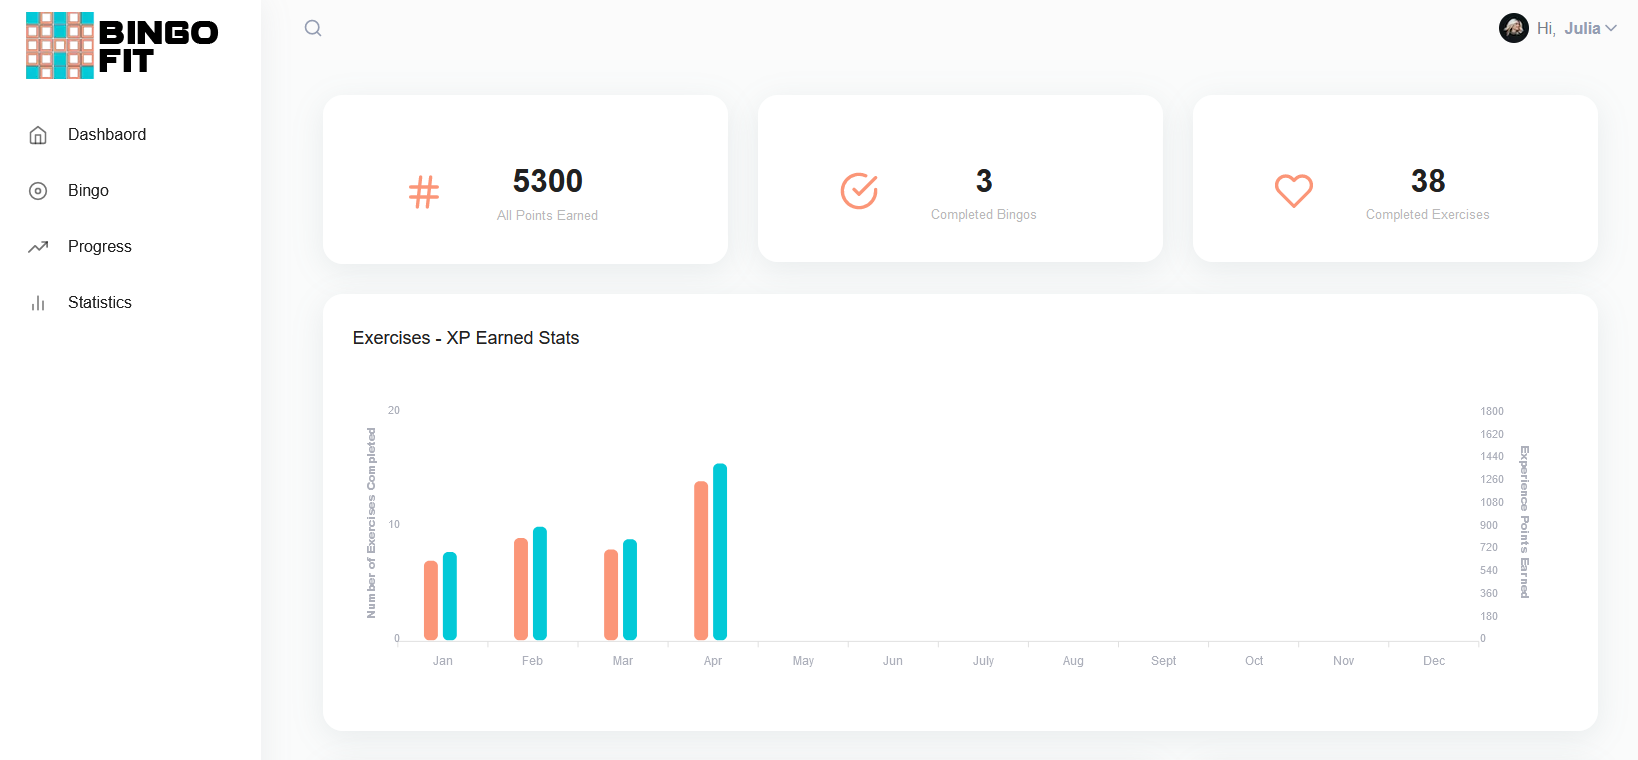 BINGO
FIT
Hi, Julia
Dashbaord
Bingo
Progress
Statistics
5300
All Points Earned
3
Completed Bingos
38
Completed Exercises
Exercises - XP Earned Stats
Number of Exercises Completed
20
10
0
1800
1620
1440
1260
1080
900
720
540
360
180
0
Experience Points Earned
Jan Feb Mar Apr May Jun July Aug Sept Oct Nov Dec